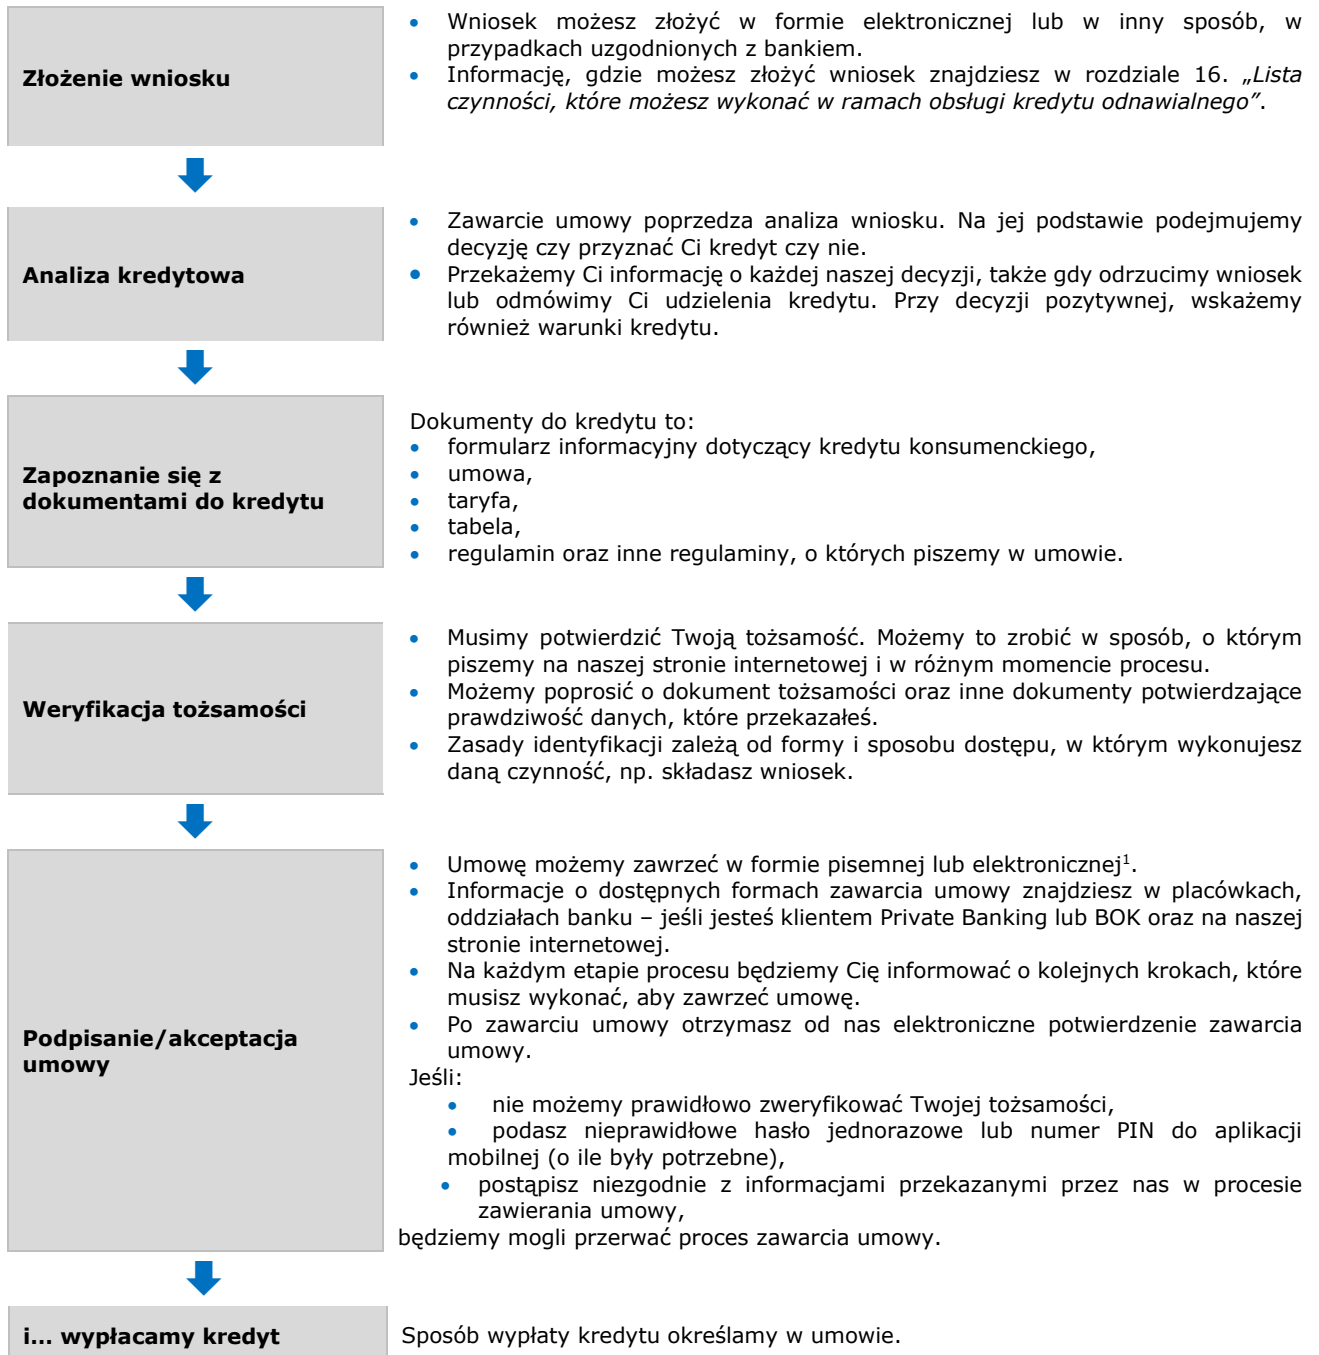 Złożenie wniosku
• Wniosek możesz złożyć w formie elektronicznej lub w inny sposób, w
przypadkach uzgodnionych z bankiem.
• Informację, gdzie możesz złożyć wniosek znajdziesz w rozdziale 16. „Lista
czynności, które możesz wykonać w ramach obsługi kredytu odnawialnego”.
Analiza kredytowa
• Zawarcie umowy poprzedza analiza wniosku. Na jej podstawie podejmujemy
decyzję czy przyznać Ci kredyt czy nie.
• Przekażemy Ci informację o każdej naszej decyzji, także gdy odrzucimy wniosek
lub odmówimy Ci udzielenia kredytu. Przy decyzji pozytywnej, wskażemy
również warunki kredytu.
Zapoznanie się z
dokumentami do kredytu
Dokumenty do kredytu to:
• formularz informacyjny dotyczący kredytu konsumenckiego,
• umowa,
• taryfa,
• tabela,
• regulamin oraz inne regulaminy, o których piszemy w umowie.
Weryfikacja tożsamości
• Musimy potwierdzić Twoją tożsamość. Możemy to zrobić w sposób, o którym
piszemy na naszej stronie internetowej i w różnym momencie procesu.
• Możemy poprosić o dokument tożsamości oraz inne dokumenty potwierdzające
prawdziwość danych, które przekazałeś.
• Zasady identyfikacji zależą od formy i sposobu dostępu, w którym wykonujesz
daną czynność, np. składasz wniosek.
Podpisanie/akceptacja
umowy
• Umowę możemy zawrzeć w formie pisemnej lub elektronicznej¹.
• Informacje o dostępnych formach zawarcia umowy znajdziesz w placówkach,
oddziałach banku – jeśli jesteś klientem Private Banking lub BOK oraz na naszej
stronie internetowej.
• Na każdym etapie procesu będziemy Cię informować o kolejnych krokach, które
musisz wykonać, aby zawrzeć umowę.
• Po zawarciu umowy otrzymasz od nas elektroniczne potwierdzenie zawarcia
umowy.
Jeśli:
• nie możemy prawidłowo zweryfikować Twojej tożsamości,
• podasz nieprawidłowe hasło jednorazowe lub numer PIN do aplikacji
mobilnej (o ile były potrzebne),
• postąpisz niezgodnie z informacjami przekazanymi przez nas w procesie
zawierania umowy,
będziemy mogli przerwać proces zawarcia umowy.
i… wypłacamy kredyt
Sposób wypłaty kredytu określamy w umowie.